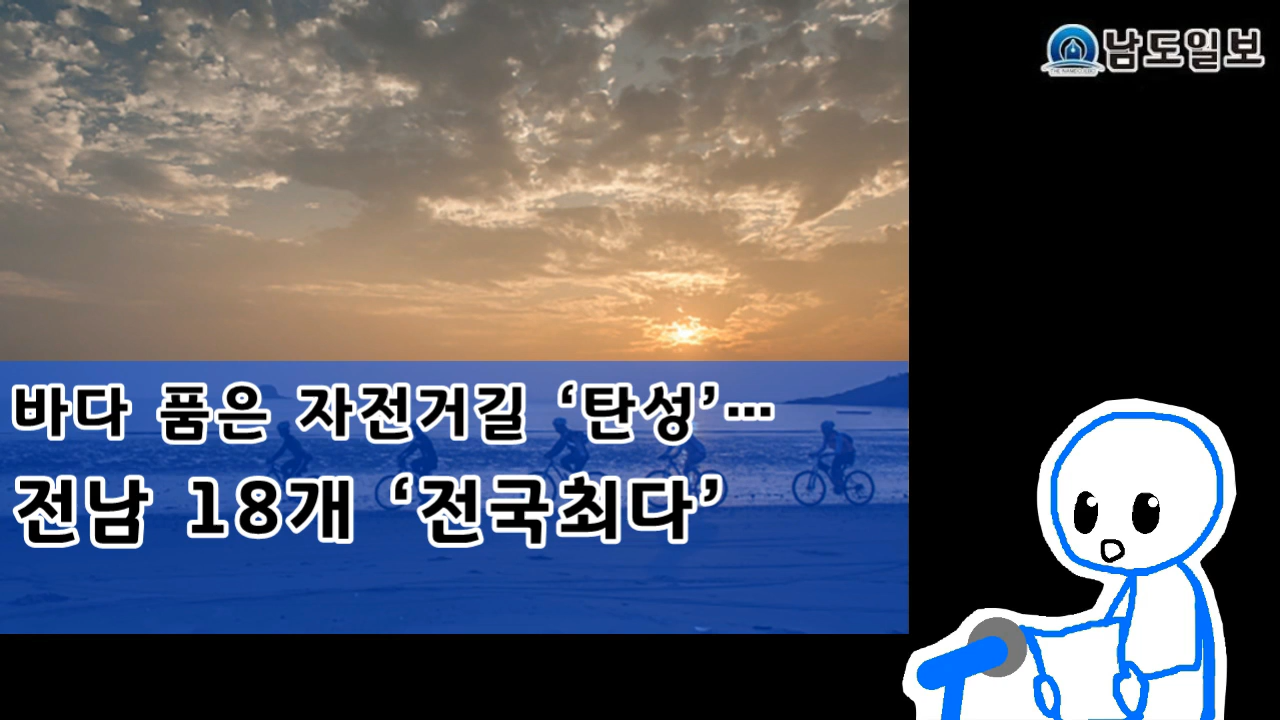 남도일보
바다 품은 자전거길 ‘탄성’…
전남 18개 ‘전국최다’